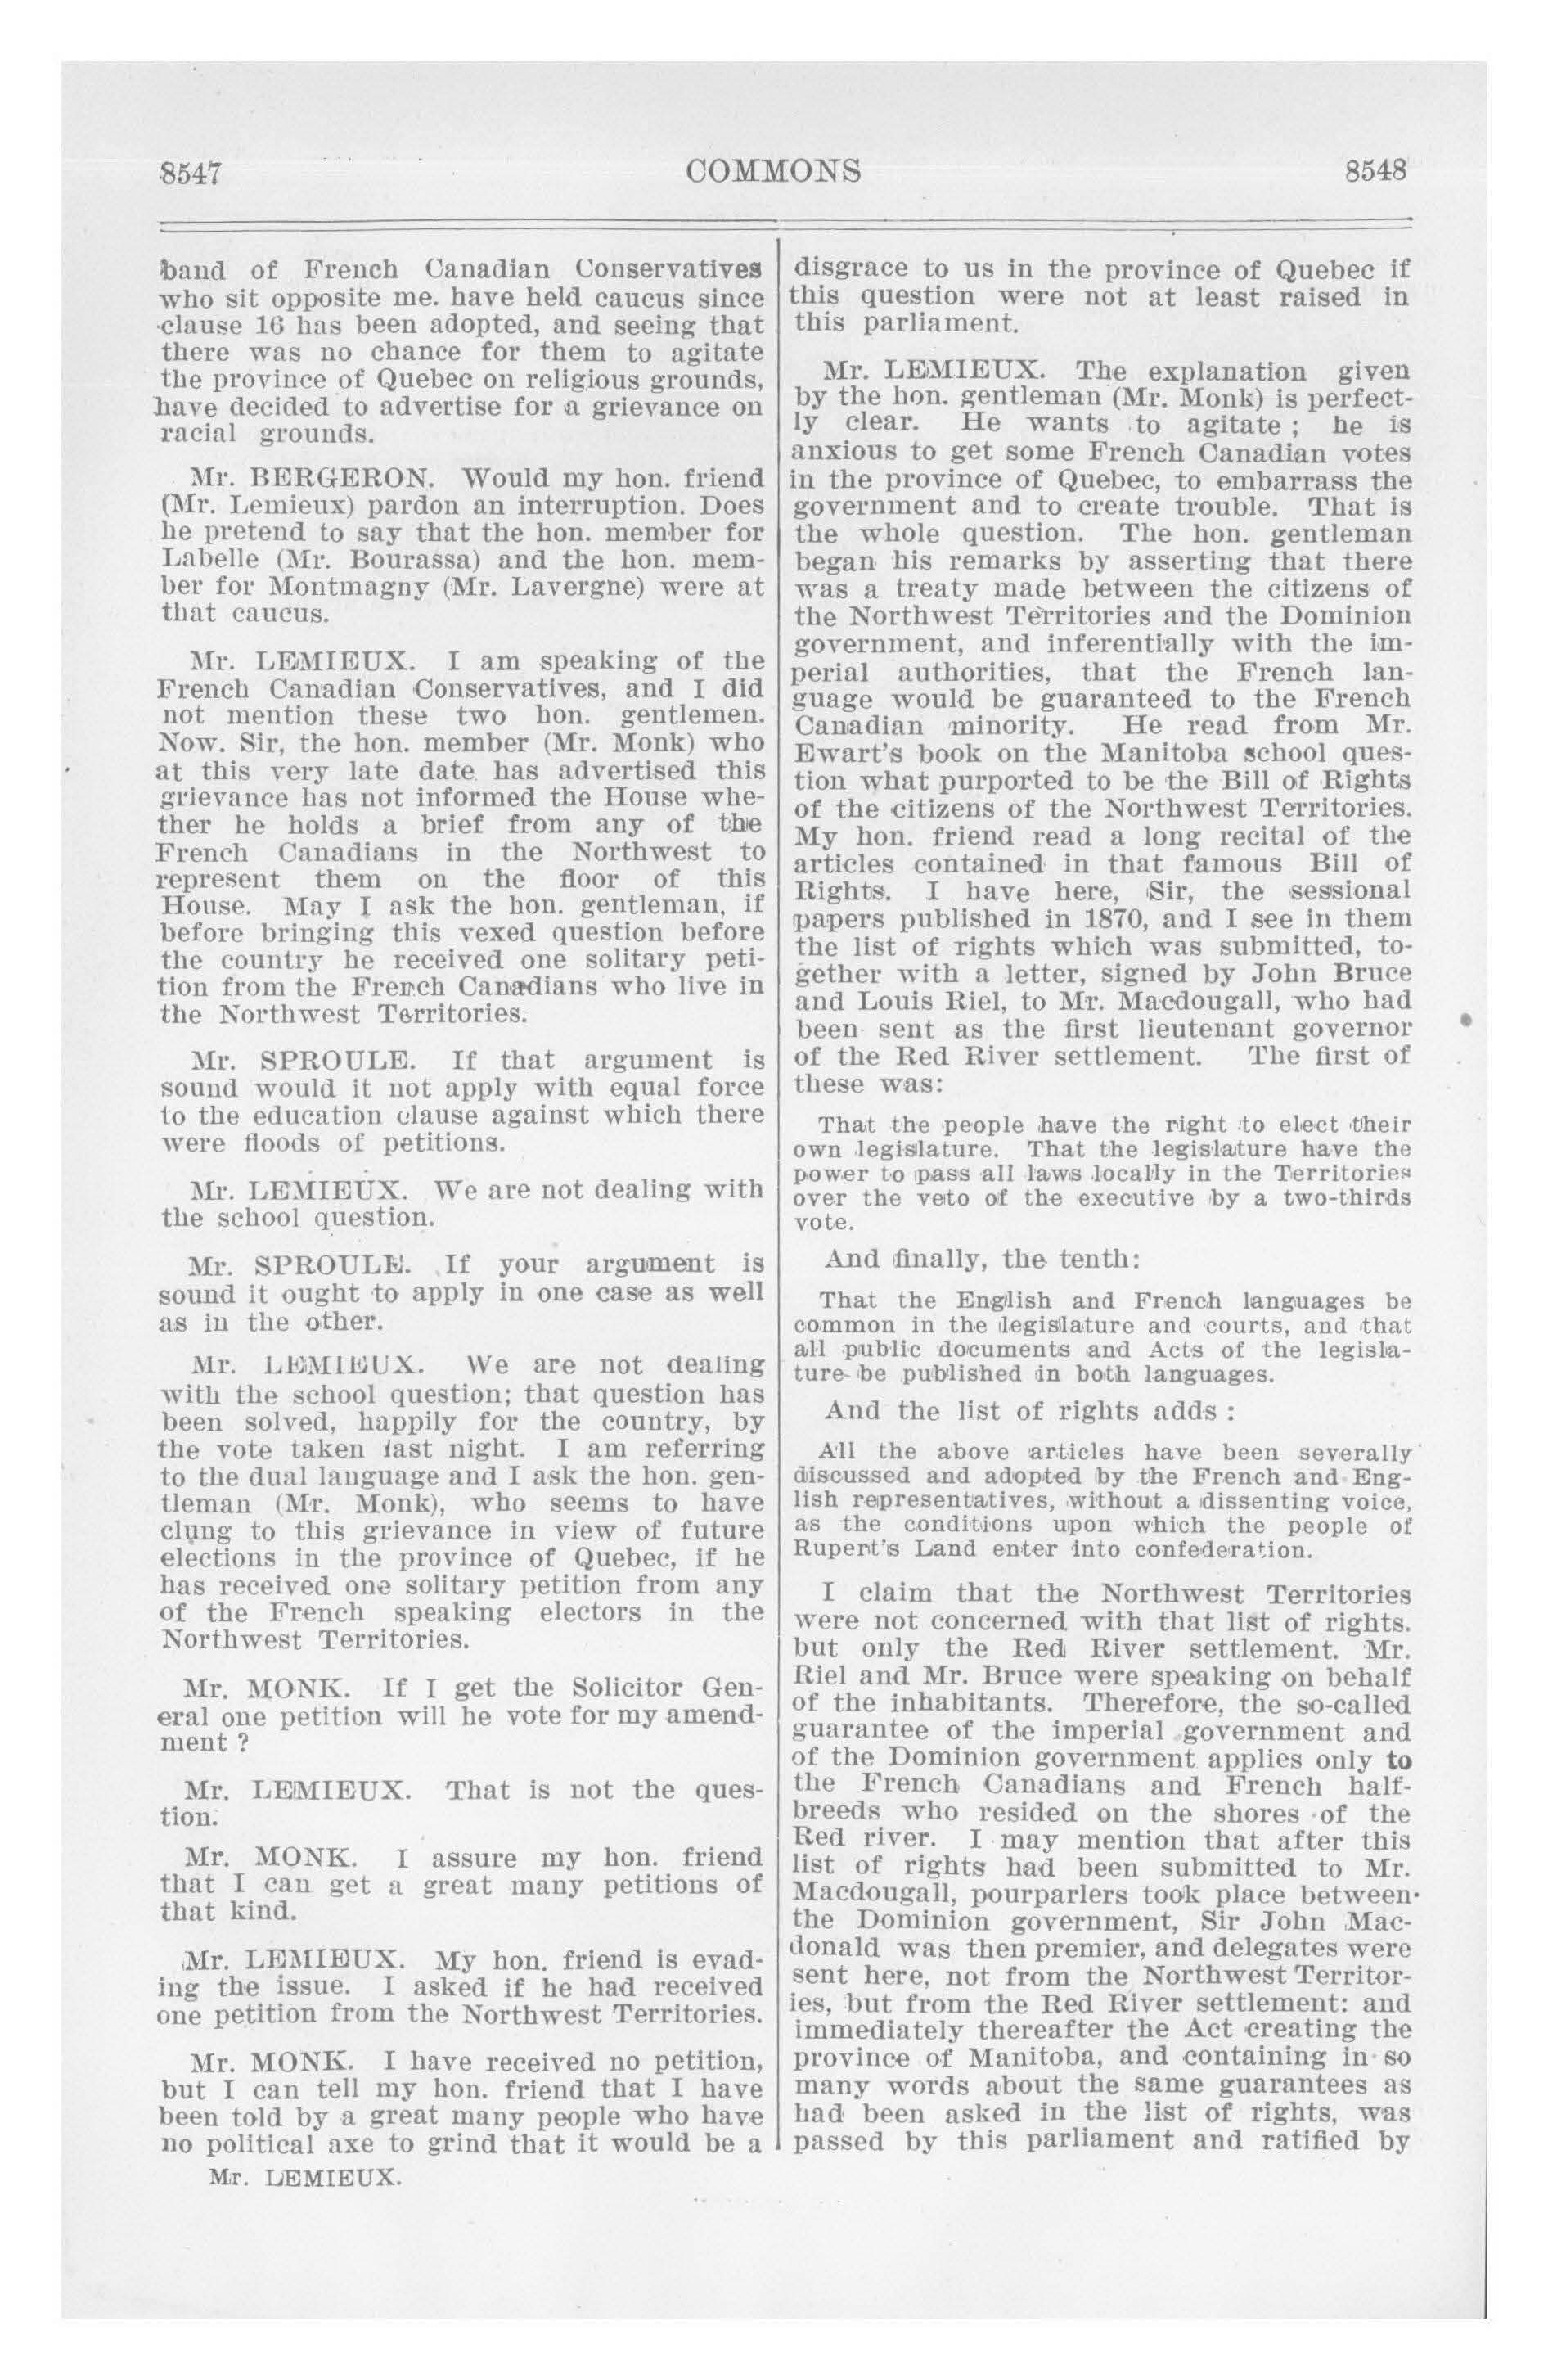 8547
COMMONS
8548
band of French Canadian Conservatives
who sit opposite me. have held caucus since
clause 16 has been adopted, and seeing that
there was no chance for them to agitate
the province of Quebec on religious grounds,
have decided to advertise for a grievance on
racial grounds.
Mr. BERGERON. Would my hon. friend
(Mr. Lemieux) pardon an interruption. Does
he pretend to say that the hon. member for
Labelle (Mr. Bourassa) and the hon. mem-
ber for Montmagny (Mr. Lavergne) were at
that caucus.
Mr. LEMIEUX. I am speaking of the
French Canadian Conservatives, and I did
not mention these two hon. gentlemen.
Now. Sir, the hon. member (Mr. Monk) who
at this very late date has advertised this
grievance has not informed the House whe-
ther he holds a brief from any of the
French Canadians in the Northwest to
represent them on the floor of this
House. May I ask the hon. gentleman, if
before bringing this vexed question before
the country he received one solitary peti-
tion from the French Canadians who live in
the Northwest Territories.
Mr. SPROULE. If that argument is
sound would it not apply with equal force
to the education clause against which there
were floods of petitions.
Mr. LEMIEUX. We are not dealing with
the school question.
Mr. SPROULE. If your argument is
sound it ought to apply in one case as well
as in the other.
Mr. LEMIEUX. We are not dealing
with the school question; that question has
been solved, happily for the country, by
the vote taken last night. I am referring
to the dual language and I ask the hon. gen-
tleman (Mr. Monk), who seems to have
clung to this grievance in view of future
elections in the province of Quebec, if he
has received one solitary petition from any
of the French speaking electors in the
Northwest Territories.
Mr. MONK. If I get the Solicitor Gen-
eral one petition will he vote for my amend-
ment ?
Mr. LEMIEUX. That is not the ques-
tion.
Mr. MONK. I assure my hon. friend
that I can get a great many petitions of
that kind.
Mr. LEMIEUX. My hon. friend is evad-
ing the issue. I asked if he had received
one petition from the Northwest Territories.
Mr. MONK. I have received no petition,
but I can tell my hon. friend that I have
been told by a great many people who have
no political axe to grind that it would be a
Mr. LEMIEUX.
disgrace to us in the province of Quebec if
this question were not at least raised in
this parliament.
Mr. LEMIEUX. The explanation given
by the hon. gentleman (Mr. Monk) is perfect-
ly clear. He wants to agitate ; he is
anxious to get some French Canadian votes
in the province of Quebec, to embarrass the
government and to create trouble. That is
the whole question. The hon. gentleman
began his remarks by asserting that there
was a treaty made between the citizens of
the Northwest Territories and the Dominion
government, and inferentially with the im-
perial authorities, that the French lan-
guage would be guaranteed to the French
Canadian minority. He read from Mr.
Ewart's book on the Manitoba school ques-
tion what purported to be the Bill of Rights
of the citizens of the Northwest Territories.
My hon. friend read a long recital of the
articles contained in that famous Bill of
Rights. I have here, Sir, the sessional
papers published in 1870, and I see in them
the list of rights which was submitted, to-
gether with a letter, signed by John Bruce
and Louis Riel, to Mr. Macdougall, who had
been sent as the first lieutenant governor
of the Red River settlement. The first of
these was:
That the people have the right to elect their
own legislature. That the legislature have the
power to pass all laws locally in the Territories
over the veto of the executive by a two-thirds
vote.
And finally, the tenth:
That the English and French languages be
common in the legislature and courts, and that
all public documents and Acts of the legisla-
ture be published in both languages.
And the list of rights adds :
All the above articles have been severally
discussed and adopted by the French and Eng-
lish representatives, without a dissenting voice,
as the conditions upon which the people of
Rupert's Land enter into confederation.
I claim that the Northwest Territories
were not concerned with that list of rights.
but only the Red River settlement. Mr.
Riel and Mr. Bruce were speaking on behalf
of the inhabitants. Therefore, the so-called
guarantee of the imperial government and
of the Dominion government applies only to
the French Canadians and French half-
breeds who resided on the shores of the
Red river. I may mention that after this
list of rights had been submitted to Mr.
Macdougall, pourparlers took place between
the Dominion government, Sir John Mac-
donald was then premier, and delegates were
sent here, not from the Northwest Territor-
ies, but from the Red River settlement: and
immediately thereafter the Act creating the
province of Manitoba, and containing in so
many words about the same guarantees as
had been asked in the list of rights, was
passed by this parliament and ratified by